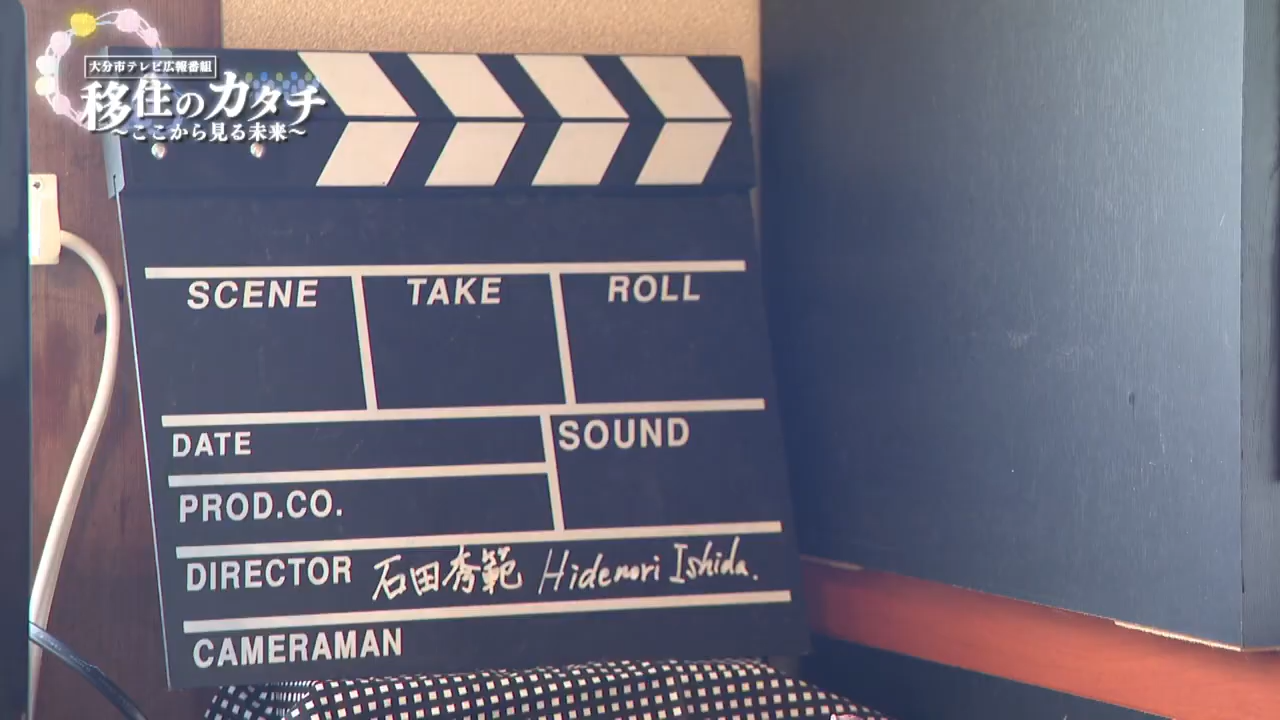 大分市テレビ広報番組
移住のカタチ
～ここから見る未来～
SCENE
TAKE
ROLL
DATE
SOUND
PROD.CO.
DIRECTOR 石田秀範 Hidenori Ishida.
CAMERAMAN